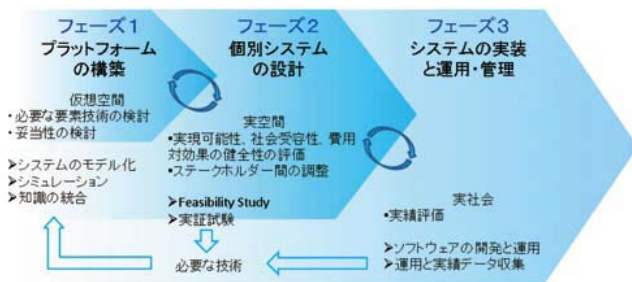 フェーズ1
プラットフォーム
の構築
仮想空間
・必要な要素技術の検討
・妥当性の検討
➢システムのモデル化
➢シミュレーション
➢知識の統合
フェーズ2
個別システム
の設計
実空間
•実現可能性、社会受容性、費用
対効果の健全性の評価
•ステークホルダー間の調整
➢Feasibility Study
➢実証試験
必要な技術
フェーズ3
システムの実装
と運用・管理
実社会
•実績評価
➢ソフトウェアの開発と運用
➢運用と実績データ収集